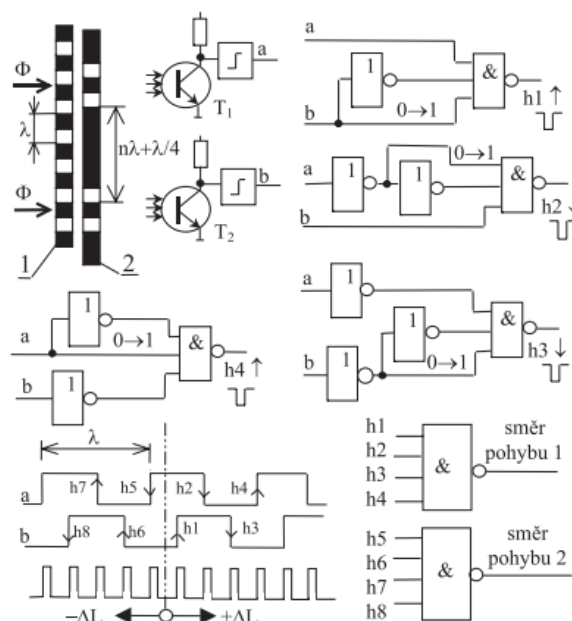 Φ
λ
Φ
nλ+λ/4
1
2
a
T1
b
T2
a
b
1
0→1
&
h1 ↑
a
b
1
1
0→1
&
h2 ↓
a
b
1
0→1
1
&
h4 ↑
a
b
1
1
1
0→1
&
h3 ↓
λ
a
h7
h5
h2
h4
b
h8
h6
h1
h3
−ΔL
+ΔL
h1
h2
h3
h4
&
směr
pohybu 1
h5
h6
h7
h8
&
směr
pohybu 2